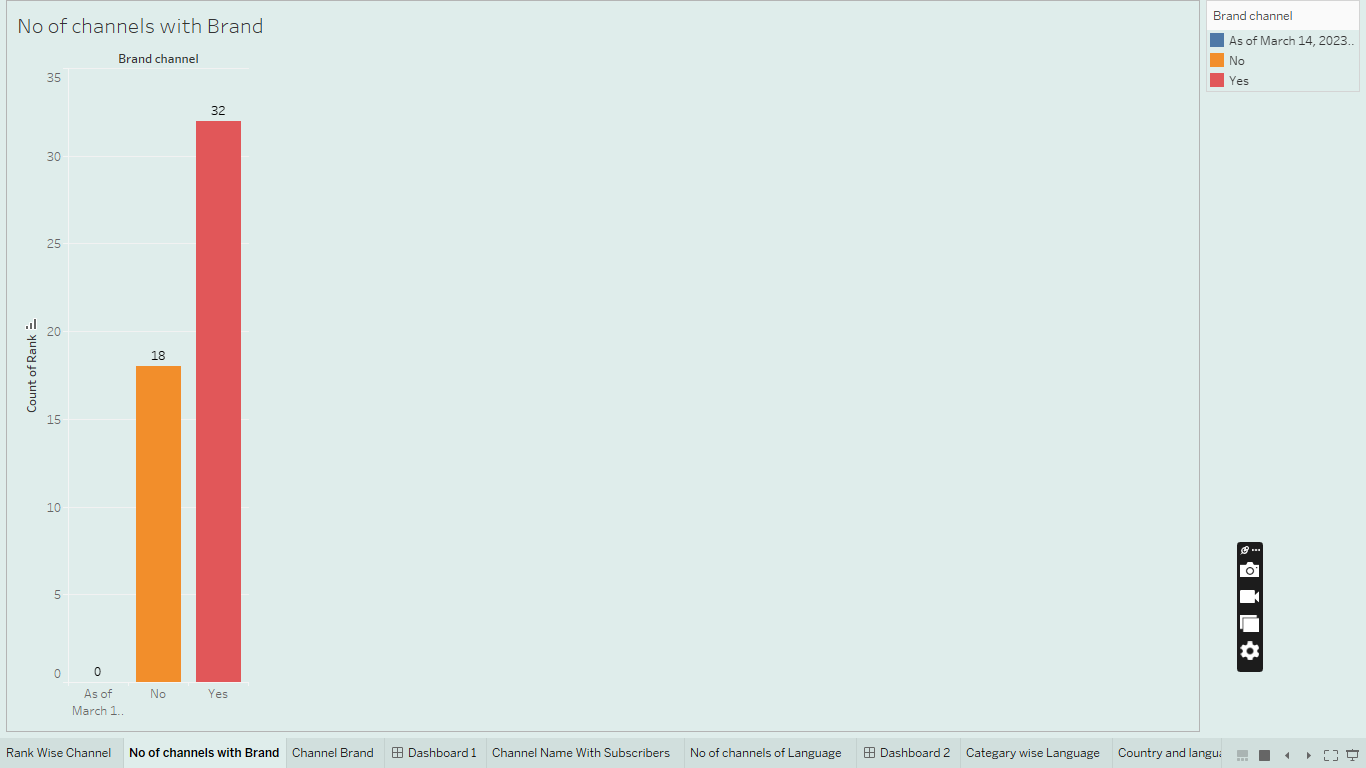 No of channels with Brand
Brand channel
35
30
25
20
15
10
5
0
Count of Rank
32
18
0
As of
March 1..
No
Yes
Brand channel
As of March 14, 2023..
No
Yes
Rank Wise Channel
No of channels with Brand
Channel Brand
Dashboard 1
Channel Name With Subscribers
No of channels of Language
Dashboard 2
Categary wise Language
Country and langua